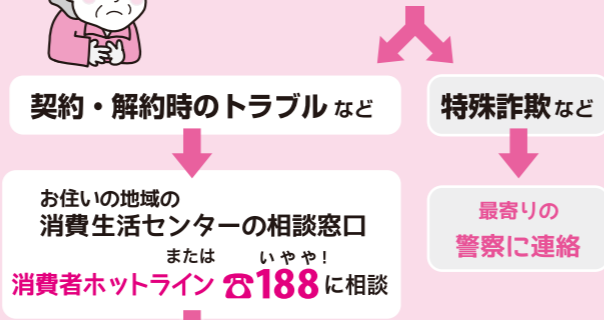 契約・解約時のトラブル など
特殊詐欺など
お住いの地域の
消費生活センターの相談窓口
または いやや!
消費者ホットライン ☎188に相談
最寄りの
警察に連絡